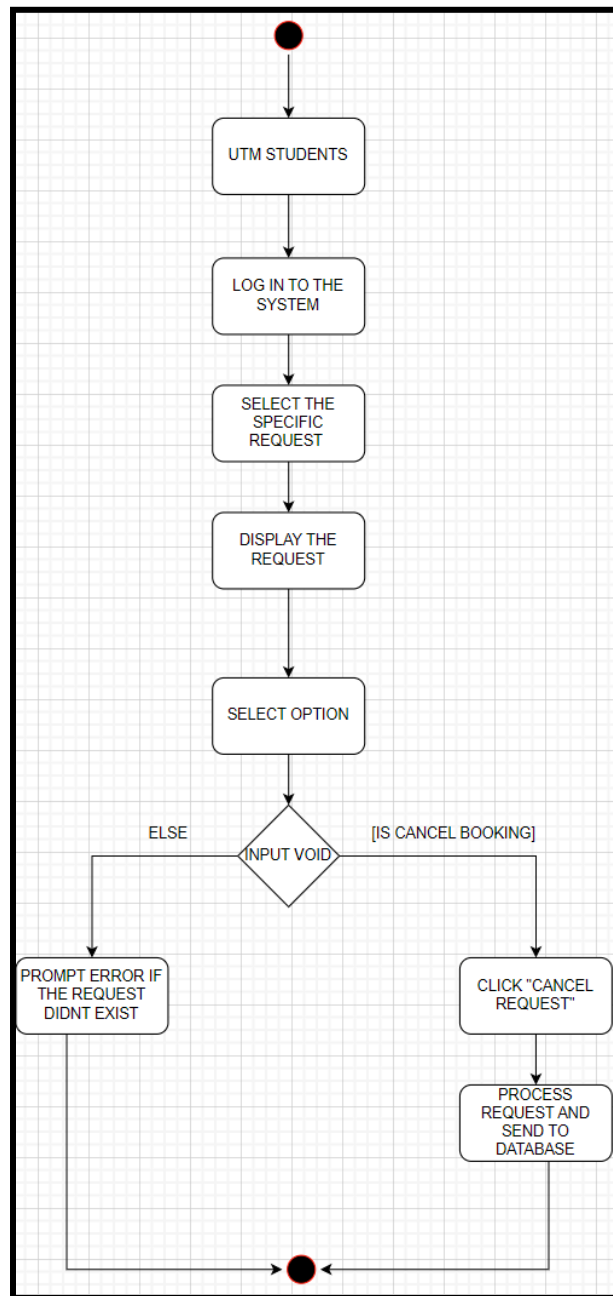 UTM STUDENTS
LOG IN TO THE
SYSTEM
SELECT THE
SPECIFIC
REQUEST
DISPLAY THE
REQUEST
SELECT OPTION
ELSE
[IS CANCEL BOOKING]
INPUT VOID
PROMPT ERROR IF
THE REQUEST
DIDNT EXIST
CLICK "CANCEL
REQUEST"
PROCESS
REQUEST AND
SEND TO
DATABASE